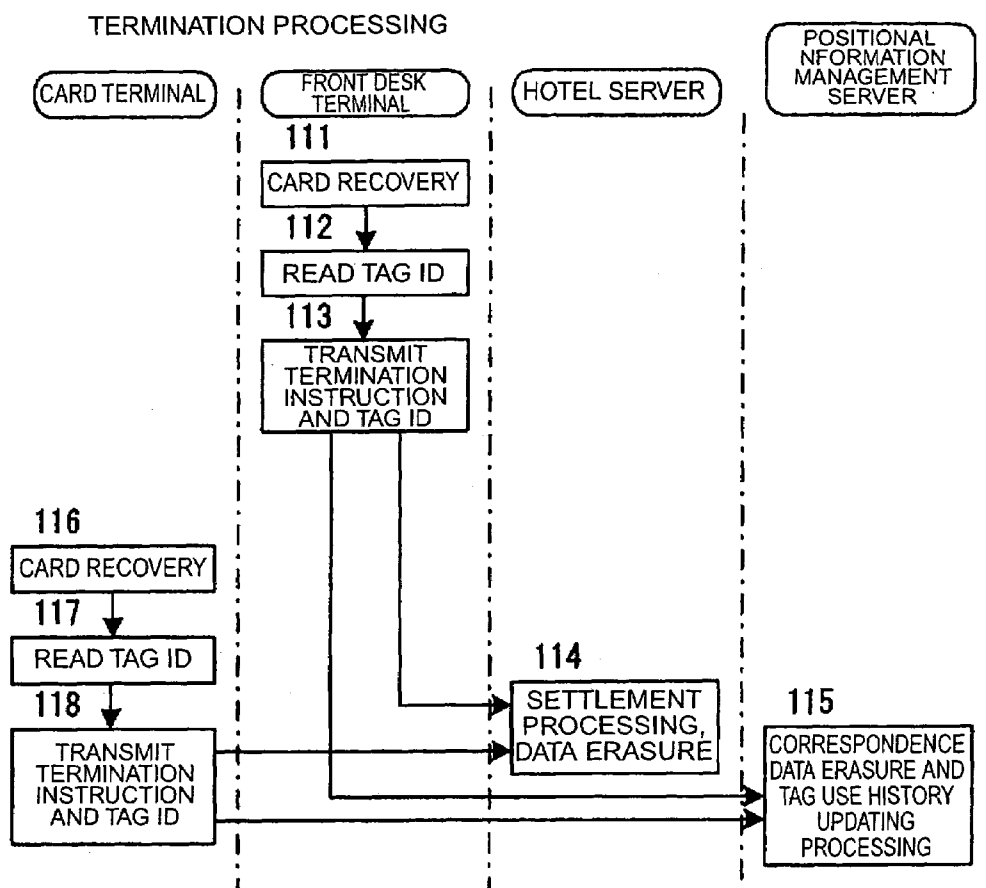 TERMINATION PROCESSING
CARD TERMINAL
FRONT DESK
TERMINAL
HOTEL SERVER
POSITIONAL
NFORMATION
MANAGEMENT
SERVER
111
CARD RECOVERY
112
READ TAG ID
113
TRANSMIT
TERMINATION
INSTRUCTION
AND TAG ID
116
CARD RECOVERY
117
READ TAG ID
118
TRANSMIT
TERMINATION
INSTRUCTION
AND TAG ID
114
SETTLEMENT
PROCESSING,
DATA ERASURE
115
CORRESPONDENCE
DATA ERASURE AND
TAG USE HISTORY
UPDATING
PROCESSING